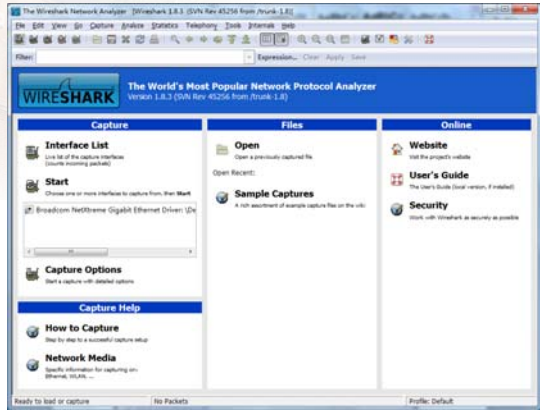 The Wireshark Network Analyzer [Wireshark 1.8.3 (SVN Rev 45256 from /trunk-1.8)]
File Edit View Go Capture Analyze Statistics Telephony Tools Internals Help
Filter: Expression... Clear Apply Save
WIRESHARK
The World's Most Popular Network Protocol Analyzer
Version 1.8.3 (SVN Rev 45256 from /trunk-1.8)
Capture
Interface List
Live list of the capture interfaces
(counts incoming packets)
Start
Choose one or more interfaces to capture from, then Start
Broadcom NetXtreme Gigabit Ethernet Driver: \De
Capture Options
Start a capture with detailed options
Capture Help
How to Capture
Step by step to a successful capture setup
Network Media
Specific information for capturing on:
Ethernet, WLAN, ...
Files
Open
Open a previously captured file
Open Recent:
Sample Captures
A rich assortment of example capture files on the wiki
Online
Website
Visit the project's website
User's Guide
The User's Guide (local version, if installed)
Security
Work with Wireshark as securely as possible
Ready to load or capture
No Packets
Profile: Default